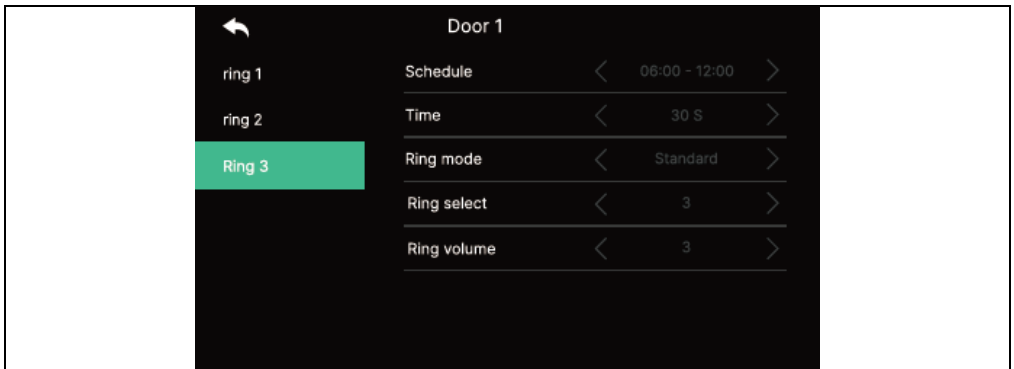 Door 1
ring 1
ring 2
Ring 3
Schedule 06:00 - 12:00
Time 30 S
Ring mode Standard
Ring select 3
Ring volume 3